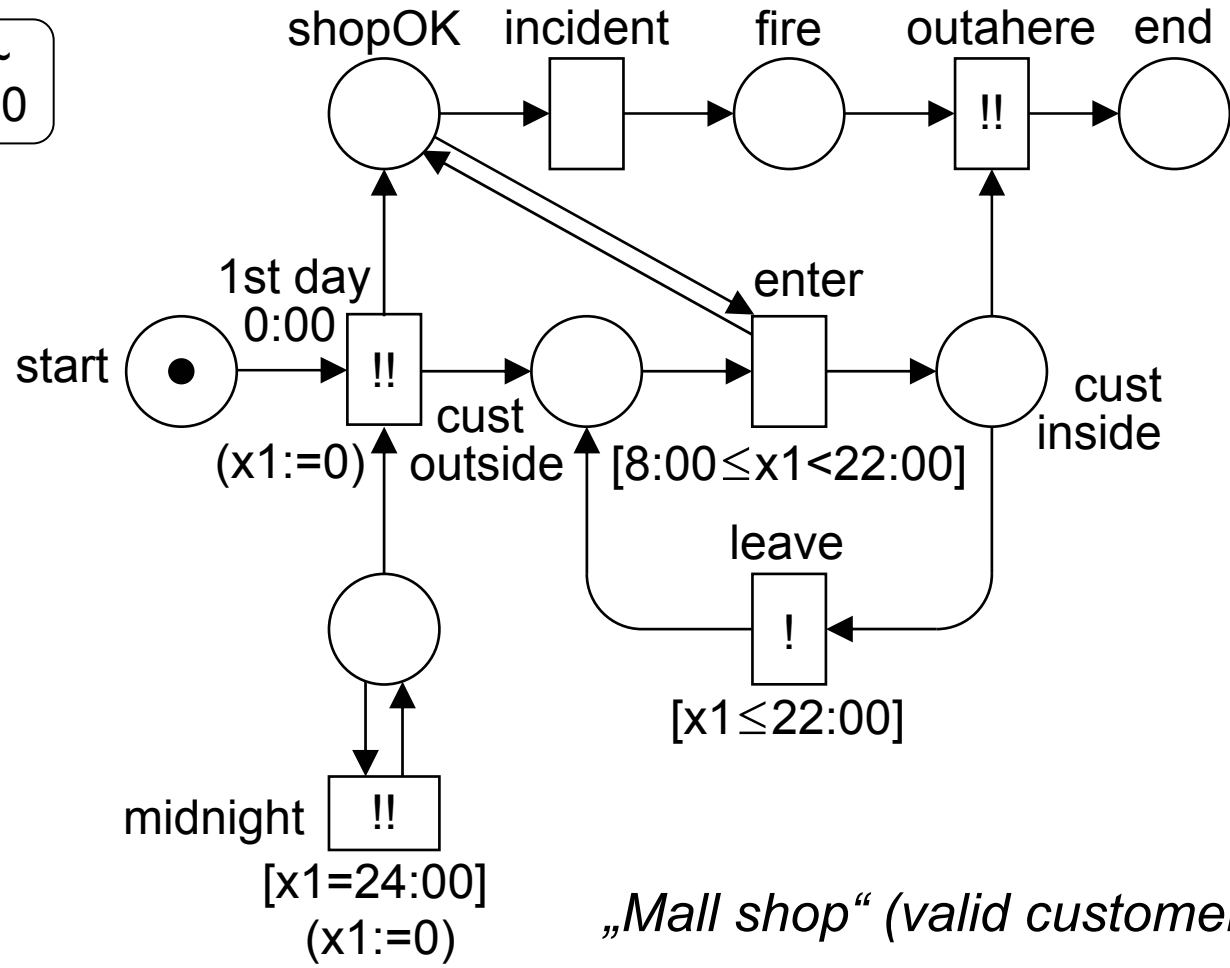 shopOK
incident
fire
outahere
end
0
!!
1st day
0:00
enter
start
!!
cust
outside
cust
inside
(x1:=0)
[8:00≤x1<22:00]
leave
!
[x1≤22:00]
midnight
!!
[x1=24:00]
(x1:=0)
„Mall shop“ (valid